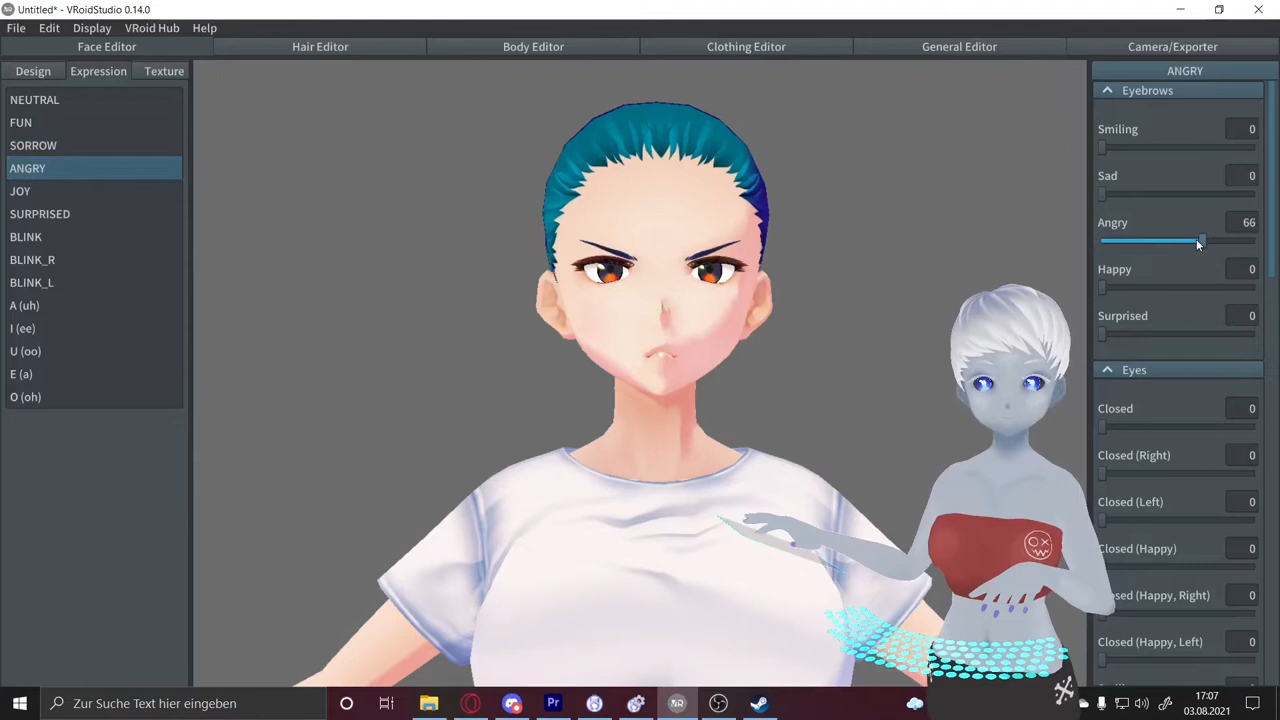 Untitled* - VRoidStudio 0.14.0
File Edit Display VRoid Hub Help
Face Editor Hair Editor Body Editor Clothing Editor General Editor Camera/Exporter
Design Expression Texture
NEUTRAL
FUN
SORROW
ANGRY
JOY
SURPRISED
BLINK
BLINK_R
BLINK_L
A (uh)
I (ee)
U (oo)
E (a)
O (oh)
ANGRY
Eyebrows
Smiling 0
Sad 0
Angry 66
Happy 0
Surprised 0
Eyes
Closed 0
Closed (Right) 0
Closed (Left) 0
Closed (Happy) 0
losed (Happy, Right) 0
Closed (Happy, Left) 0
Zur Suche Text hier eingeben
17:07
03.08.2021